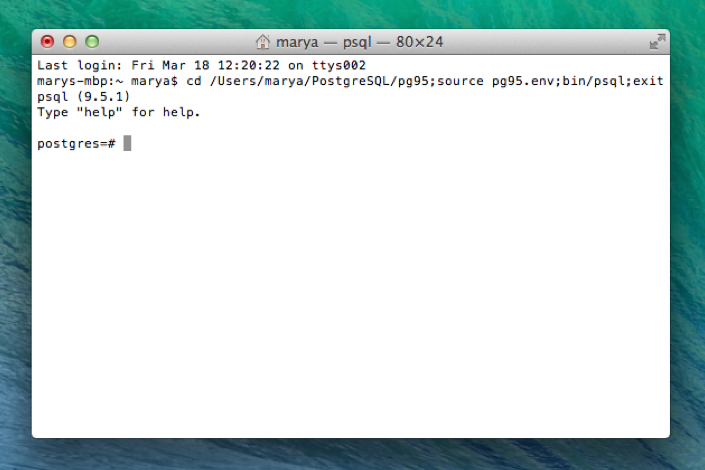 marya — psql — 80×24
Last login: Fri Mar 18 12:20:22 on ttys002
marys-mbp:~ marya$ cd /Users/marya/PostgreSQL/pg95;source pg95.env;bin/psql;exit
psql (9.5.1)
Type "help" for help.
postgres=#